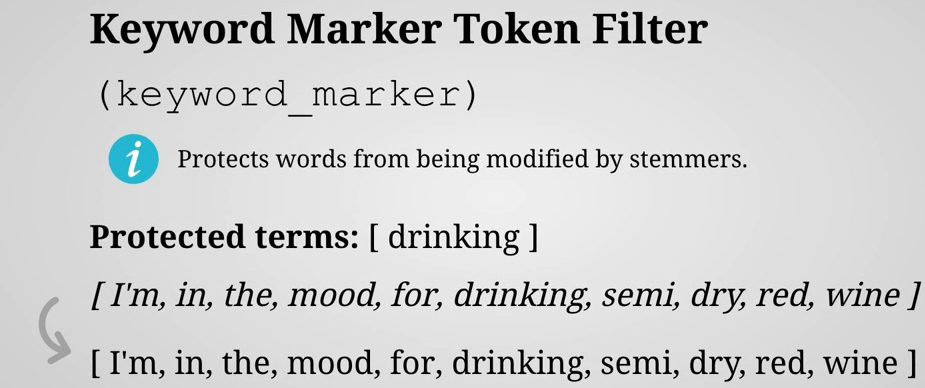 Keyword Marker Token Filter
(keyword_marker)
i Protects words from being modified by stemmers.
Protected terms: [ drinking ]
[ I'm, in, the, mood, for, drinking, semi, dry, red, wine ]
[ I'm, in, the, mood, for, drinking, semi, dry, red, wine ]